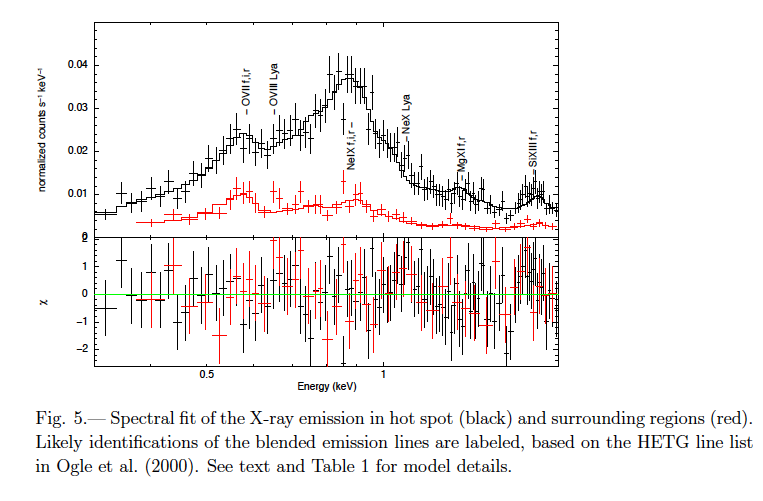 normalized counts s⁻¹ keV⁻¹
0.04
0.03
0.02
0.01
0
– OVII f,i,r
– OVIII Lya
NeIX f,i,r –
– NeX Lya
– MgXI f,r
– SiXIII f,r
χ
2
1
0
−1
−2
0.5
1
Energy (keV)
Fig. 5.— Spectral fit of the X-ray emission in hot spot (black) and surrounding regions (red).
Likely identifications of the blended emission lines are labeled, based on the HETG line list
in Ogle et al. (2000). See text and Table 1 for model details.